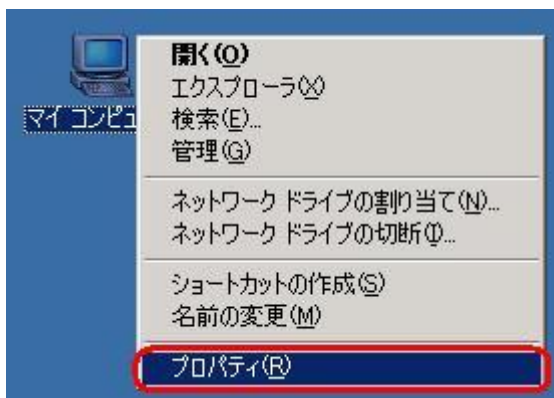 マイ コンピュ
開く(O)
エクスプローラ(X)
検索(E)...
管理(G)
ネットワーク ドライブの割り当て(N)...
ネットワーク ドライブの切断(I)...
ショートカットの作成(S)
名前の変更(M)
プロパティ(R)